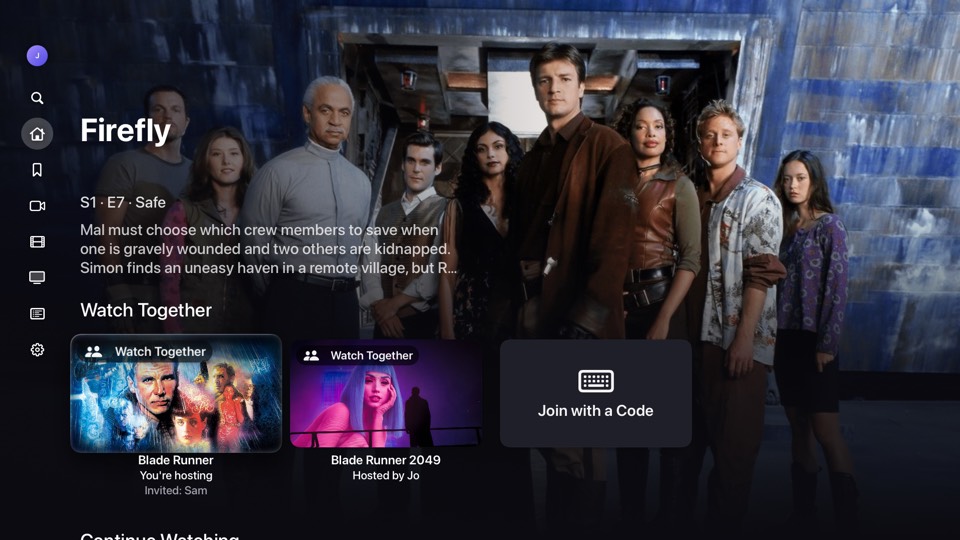 J
Firefly
S1 · E7 · Safe
Mal must choose which crew members to save when
one is gravely wounded and two others are kidnapped.
Simon finds an uneasy haven in a remote village, but R…
Watch Together
Watch Together
Watch Together
Join with a Code
Blade Runner
You're hosting
Invited: Sam
Blade Runner 2049
Hosted by Jo
Continue Watching